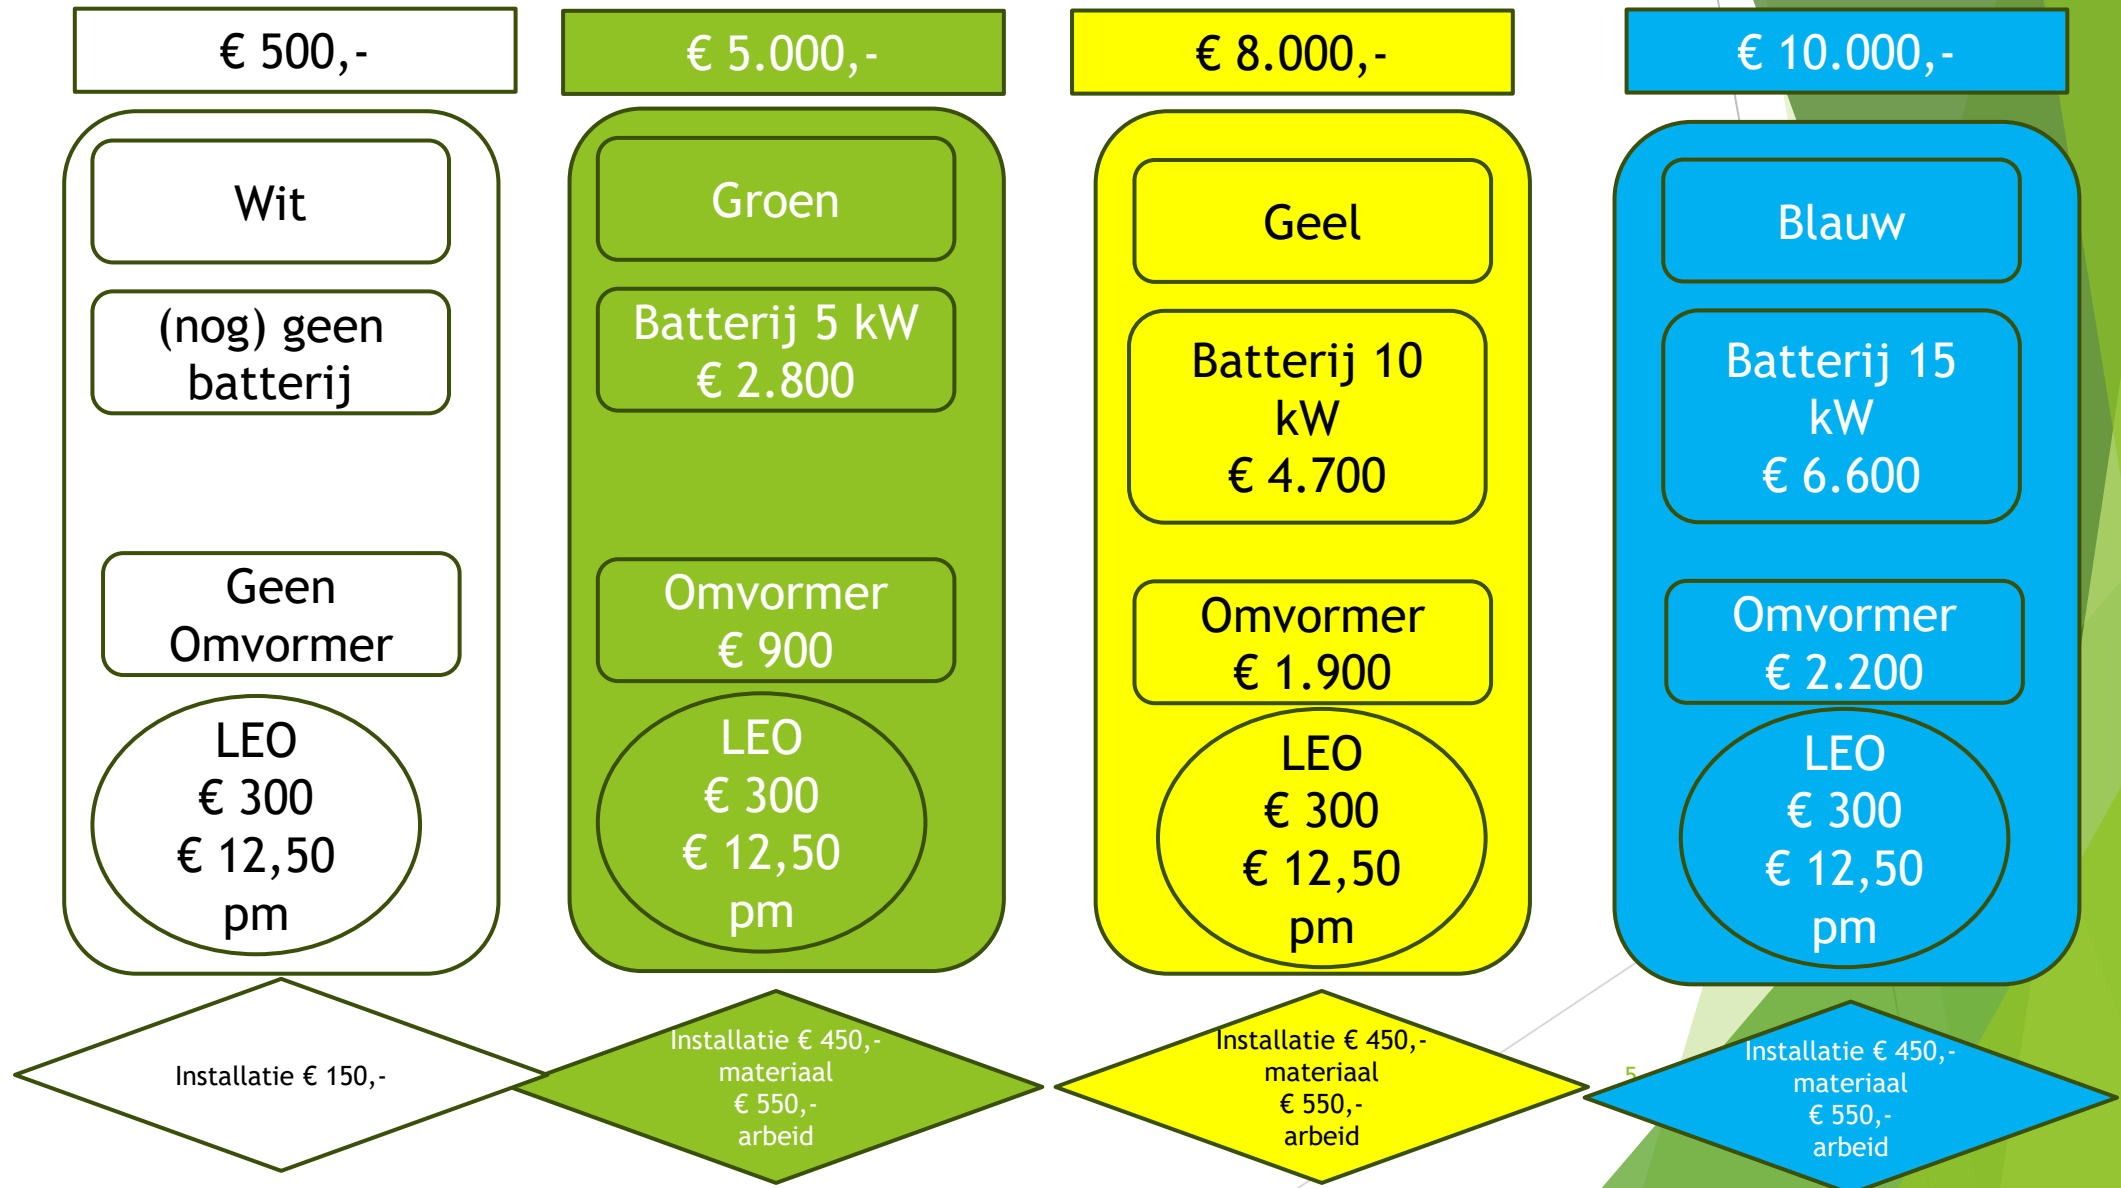 € 500,-
€ 5.000,-
€ 8.000,-
€ 10.000,-
Wit
(nog) geen
batterij
Geen
Omvormer
LEO
€ 300
€ 12,50
pm
Installatie € 150,-
Groen
Batterij 5 kW
€ 2.800
Omvormer
€ 900
LEO
€ 300
€ 12,50
pm
Installatie € 450,-
materiaal
€ 550,-
arbeid
Geel
Batterij 10
kW
€ 4.700
Omvormer
€ 1.900
LEO
€ 300
€ 12,50
pm
Installatie € 450,-
materiaal
€ 550,-
arbeid
Blauw
Batterij 15
kW
€ 6.600
Omvormer
€ 2.200
LEO
€ 300
€ 12,50
pm
Installatie € 450,-
materiaal
€ 550,-
arbeid
5